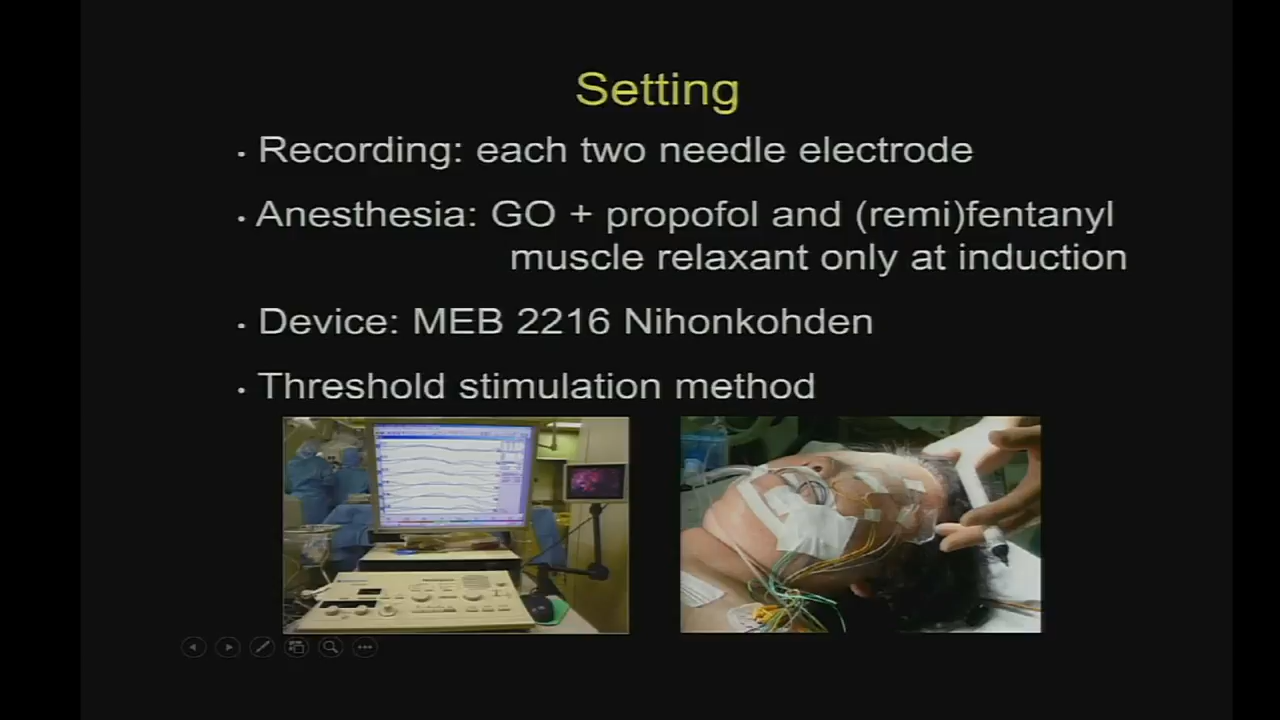 Setting
• Recording: each two needle electrode
• Anesthesia: GO + propofol and (remi)fentanyl
muscle relaxant only at induction
• Device: MEB 2216 Nihonkohden
• Threshold stimulation method